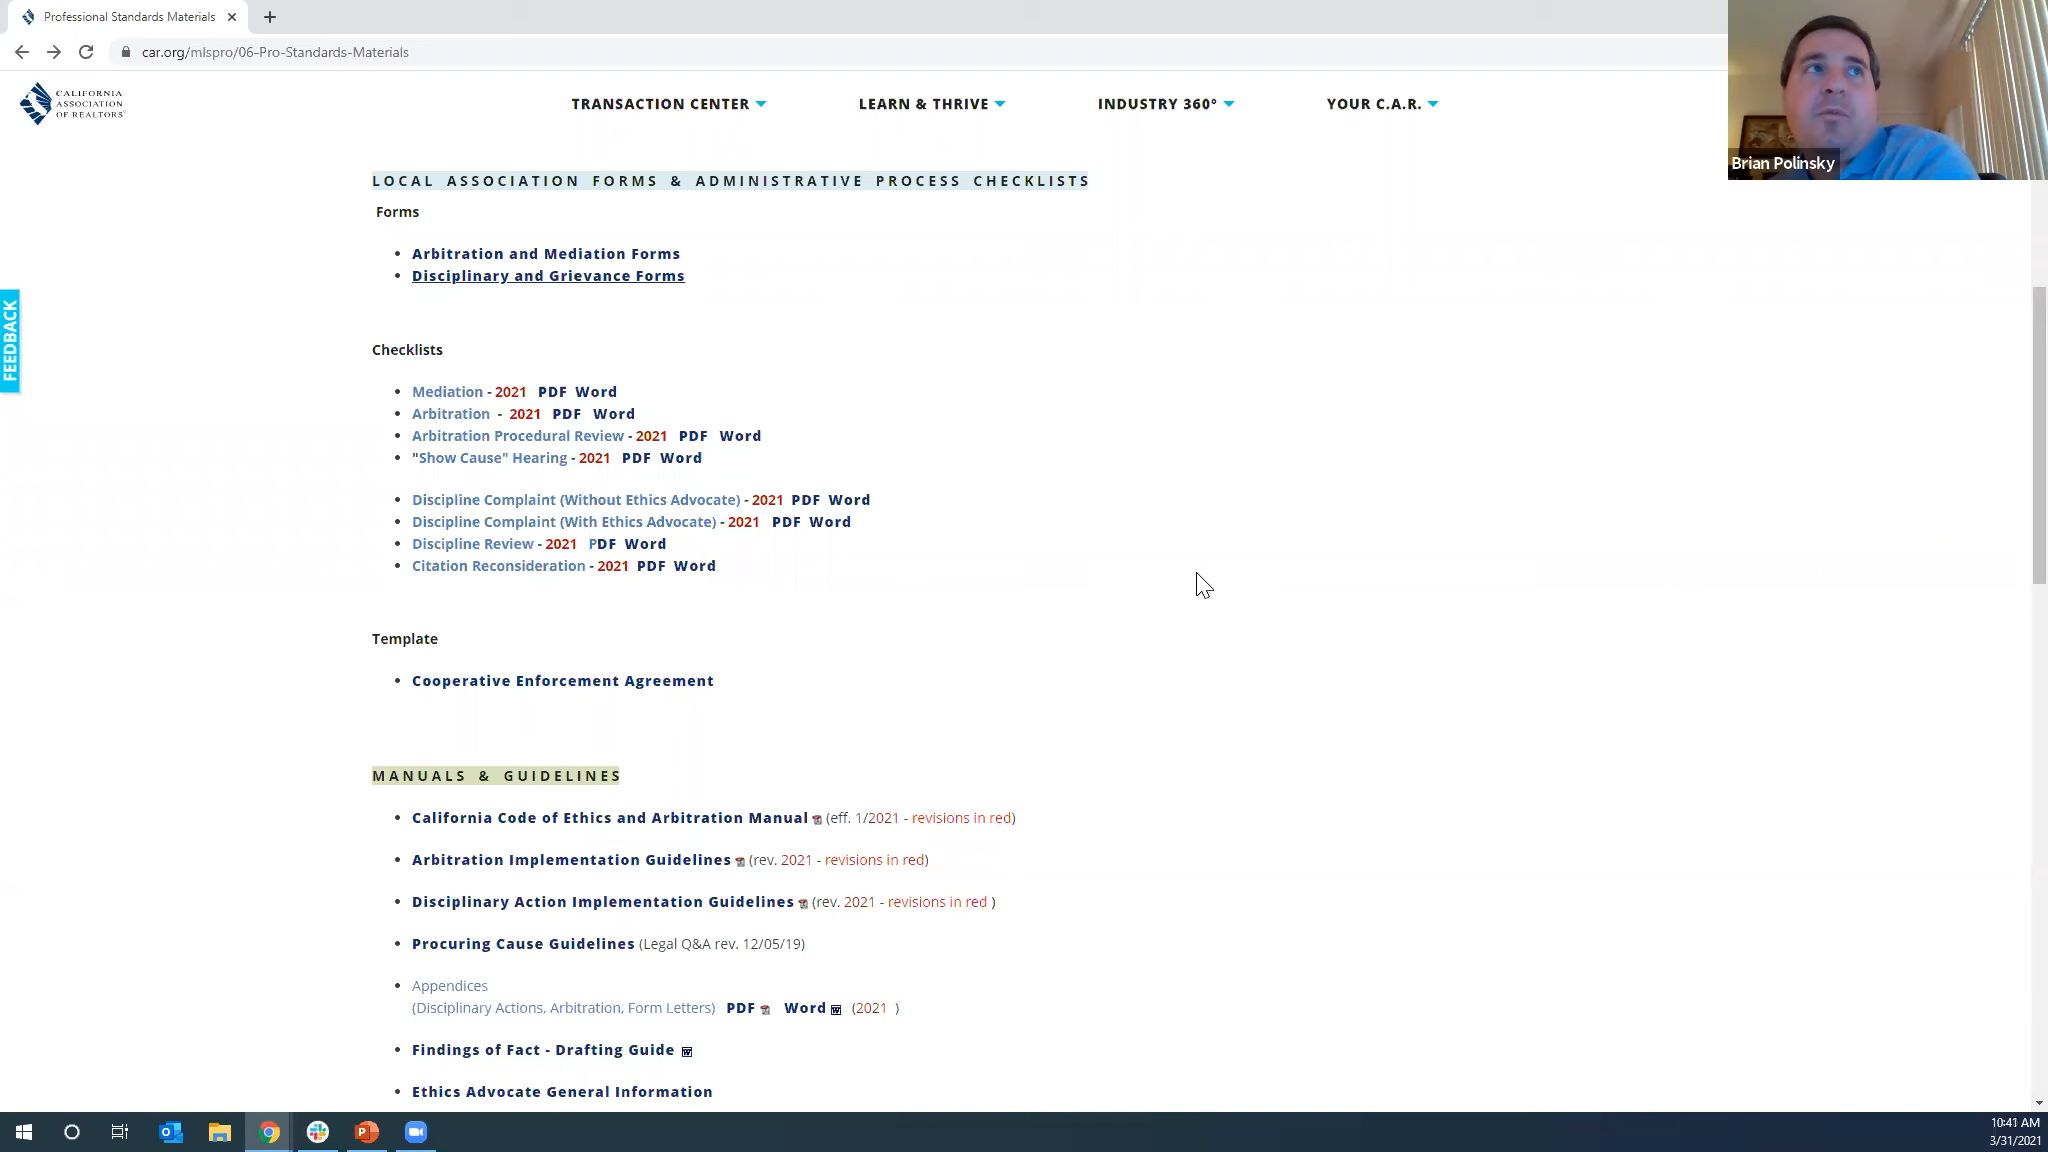 Professional Standards Materials
car.org/mlspro/06-Pro-Standards-Materials
CALIFORNIA
ASSOCIATION
OF REALTORS®
TRANSACTION CENTER
LEARN & THRIVE
INDUSTRY 360°
YOUR C.A.R.
Brian Polinsky
FEEDBACK
LOCAL ASSOCIATION FORMS & ADMINISTRATIVE PROCESS CHECKLISTS
Forms
• Arbitration and Mediation Forms
• Disciplinary and Grievance Forms
Checklists
• Mediation - 2021 PDF Word
• Arbitration - 2021 PDF Word
• Arbitration Procedural Review - 2021 PDF Word
• "Show Cause" Hearing - 2021 PDF Word
• Discipline Complaint (Without Ethics Advocate) - 2021 PDF Word
• Discipline Complaint (With Ethics Advocate) - 2021 PDF Word
• Discipline Review - 2021 PDF Word
• Citation Reconsideration - 2021 PDF Word
Template
• Cooperative Enforcement Agreement
MANUALS & GUIDELINES
• California Code of Ethics and Arbitration Manual (eff. 1/2021 - revisions in red)
• Arbitration Implementation Guidelines (rev. 2021 - revisions in red)
• Disciplinary Action Implementation Guidelines (rev. 2021 - revisions in red )
• Procuring Cause Guidelines (Legal Q&A rev. 12/05/19)
• Appendices
(Disciplinary Actions, Arbitration, Form Letters) PDF Word (2021 )
• Findings of Fact - Drafting Guide
• Ethics Advocate General Information
10:41 AM
3/31/2021